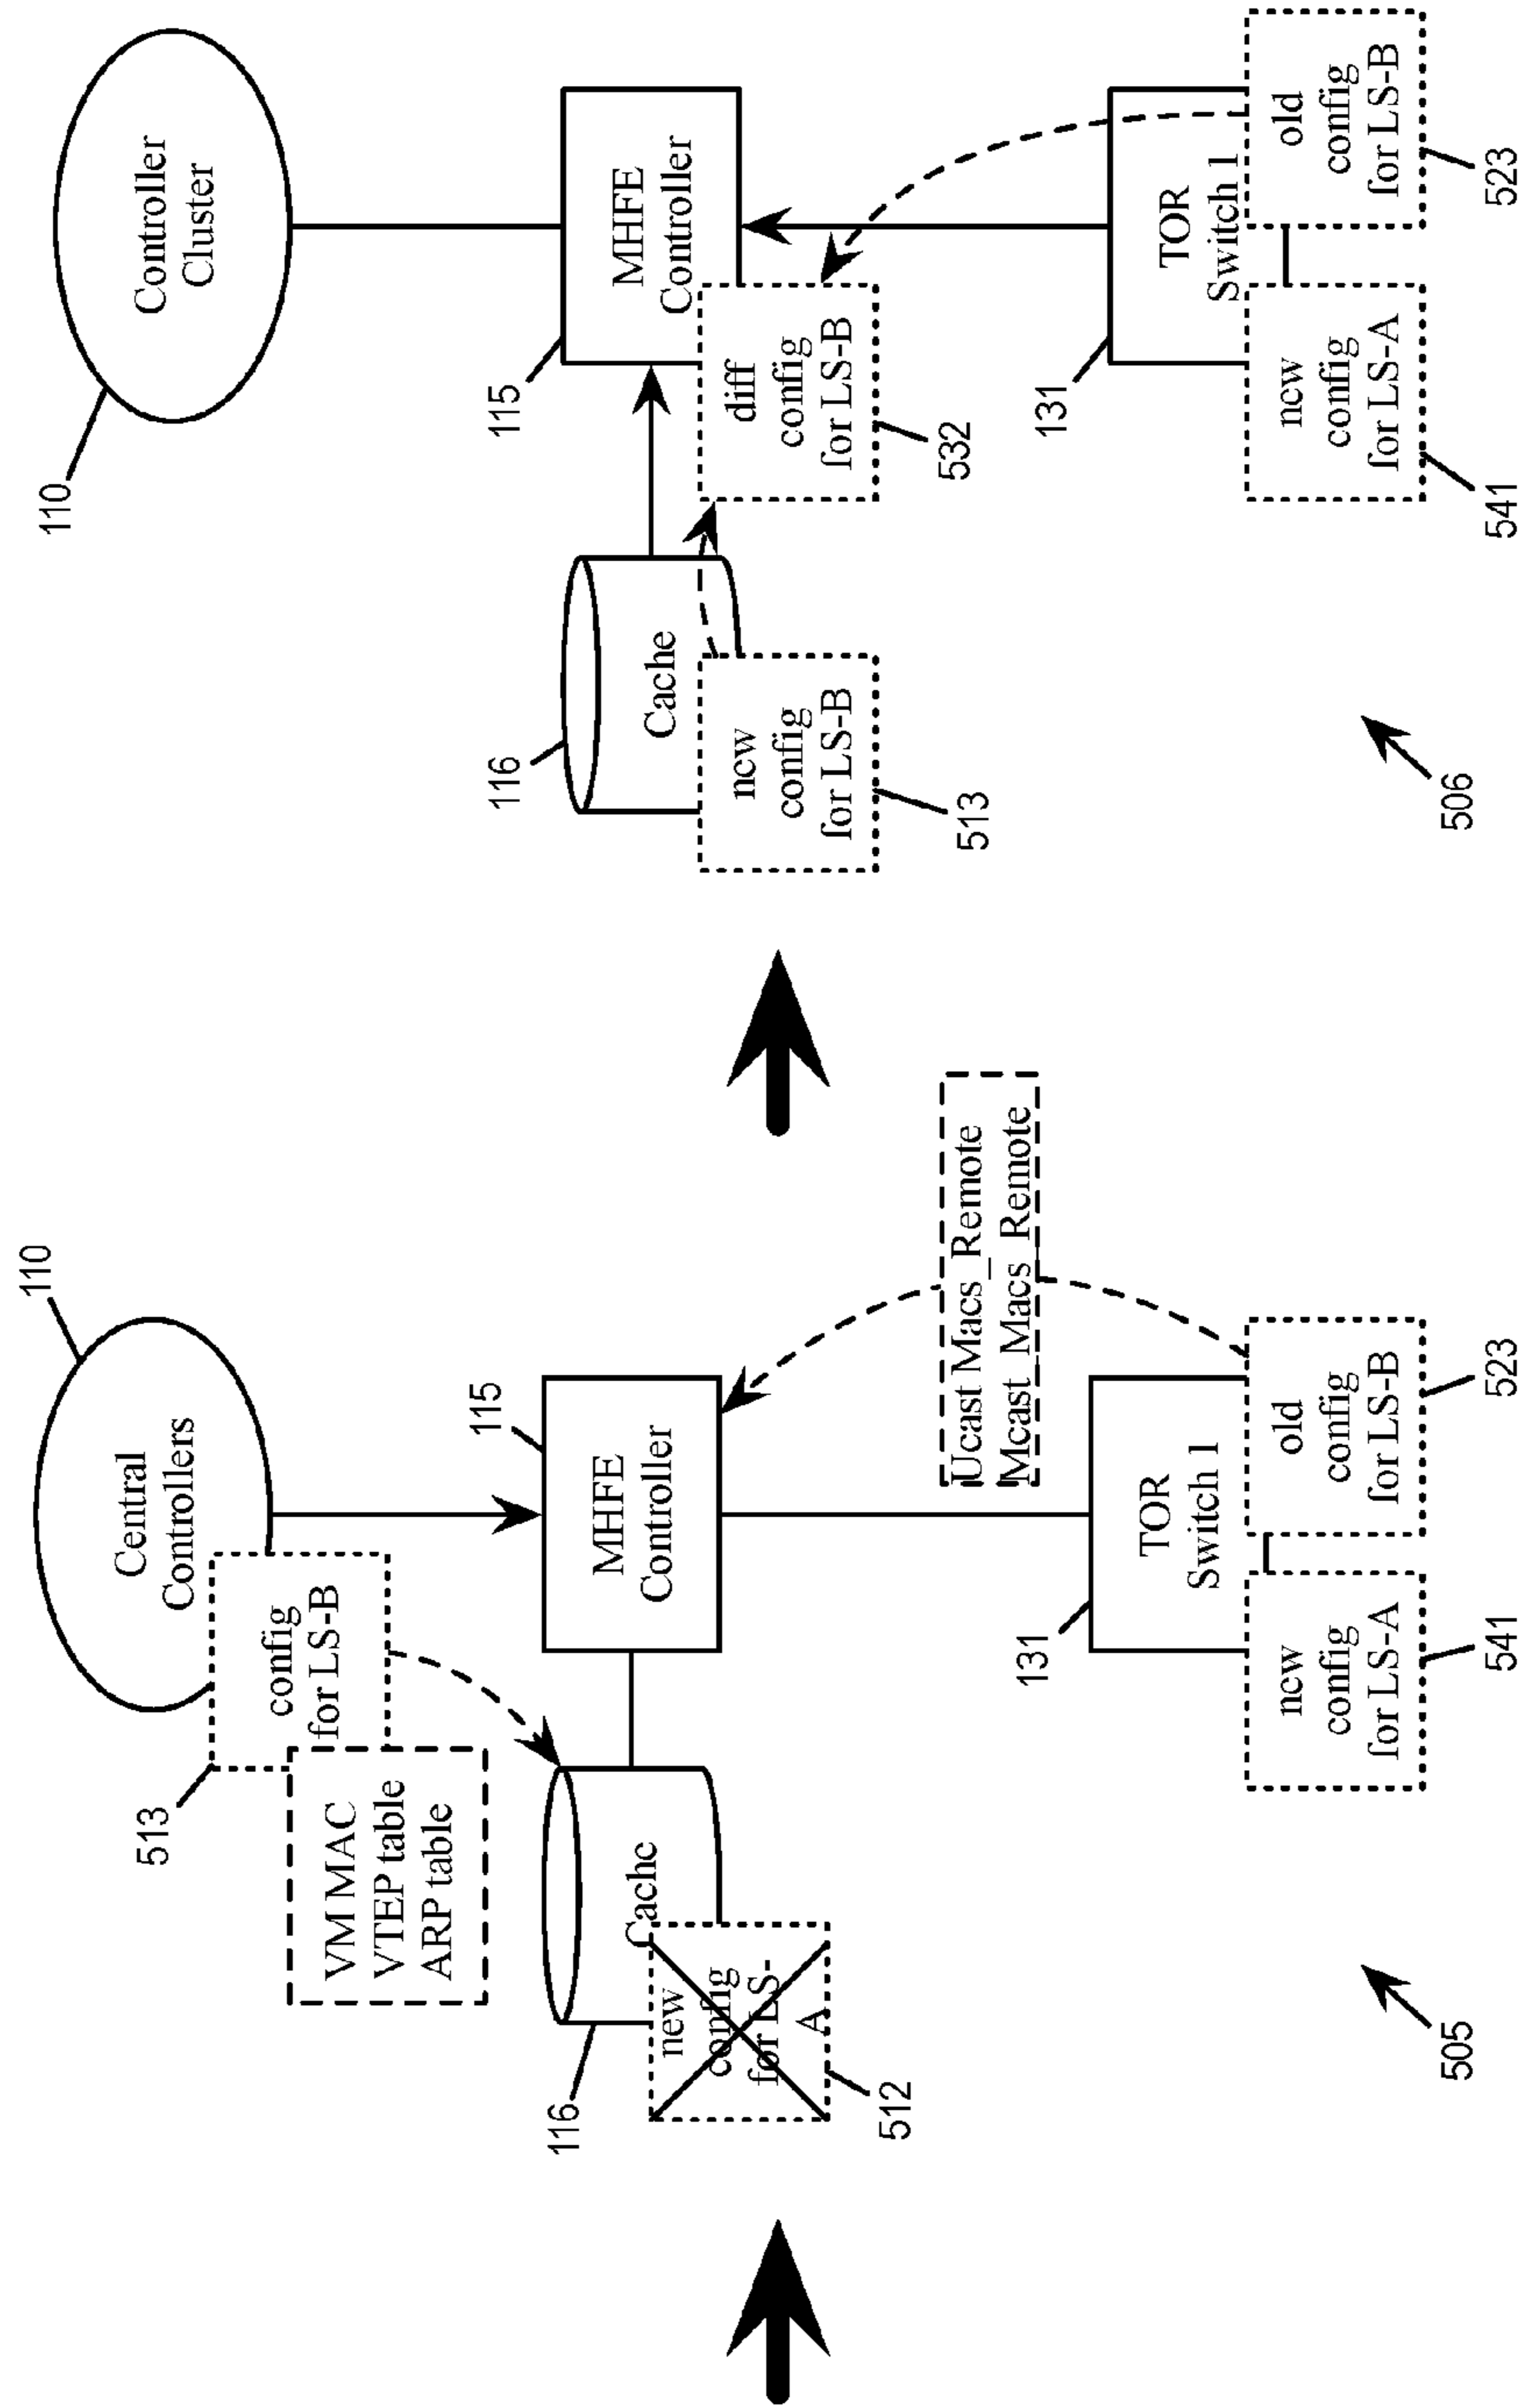 110
Central
Controllers
513
config
for LS-B
VM MAC
VTEP table
ARP table
115
MHFE
Controller
116
Cache
new
config
for LS-
A
512
Ucast Macs_Remote
Mcast_Macs_Remote
131
TOR
Switch 1
new
config
for LS-A
541
old
config
for LS-B
523
505
110
Controller
Cluster
115
MHFE
Controller
116
Cache
new
config
for LS-B
513
diff
config
for LS-B
532
131
TOR
Switch 1
new
config
for LS-A
541
old
config
for LS-B
523
506